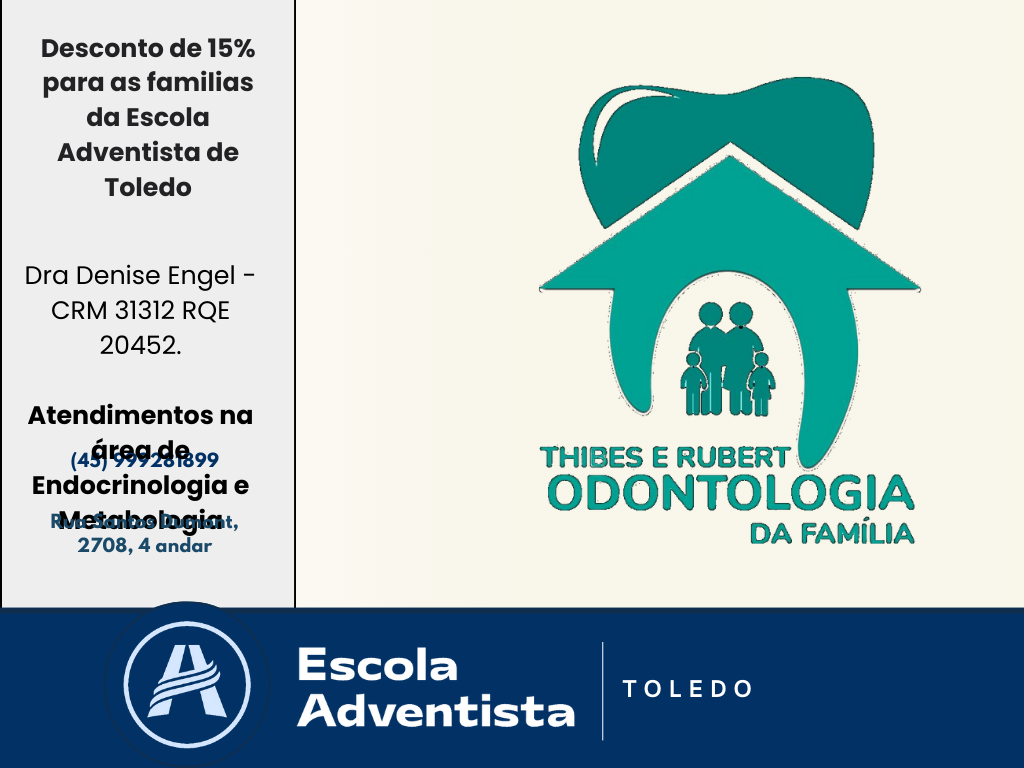 Desconto de 15%
para as familias
da Escola
Adventista de
Toledo
Dra Denise Engel -
CRM 31312 RQE
20452.
Atendimentos na
área de
(45) 999281899
Endocrinologia e
Metabologia
Rua Santos Dumont,
2708, 4 andar
THIBES E RUBERT
ODONTOLOGIA
DA FAMÍLIA
Escola
Adventista
TOLEDO